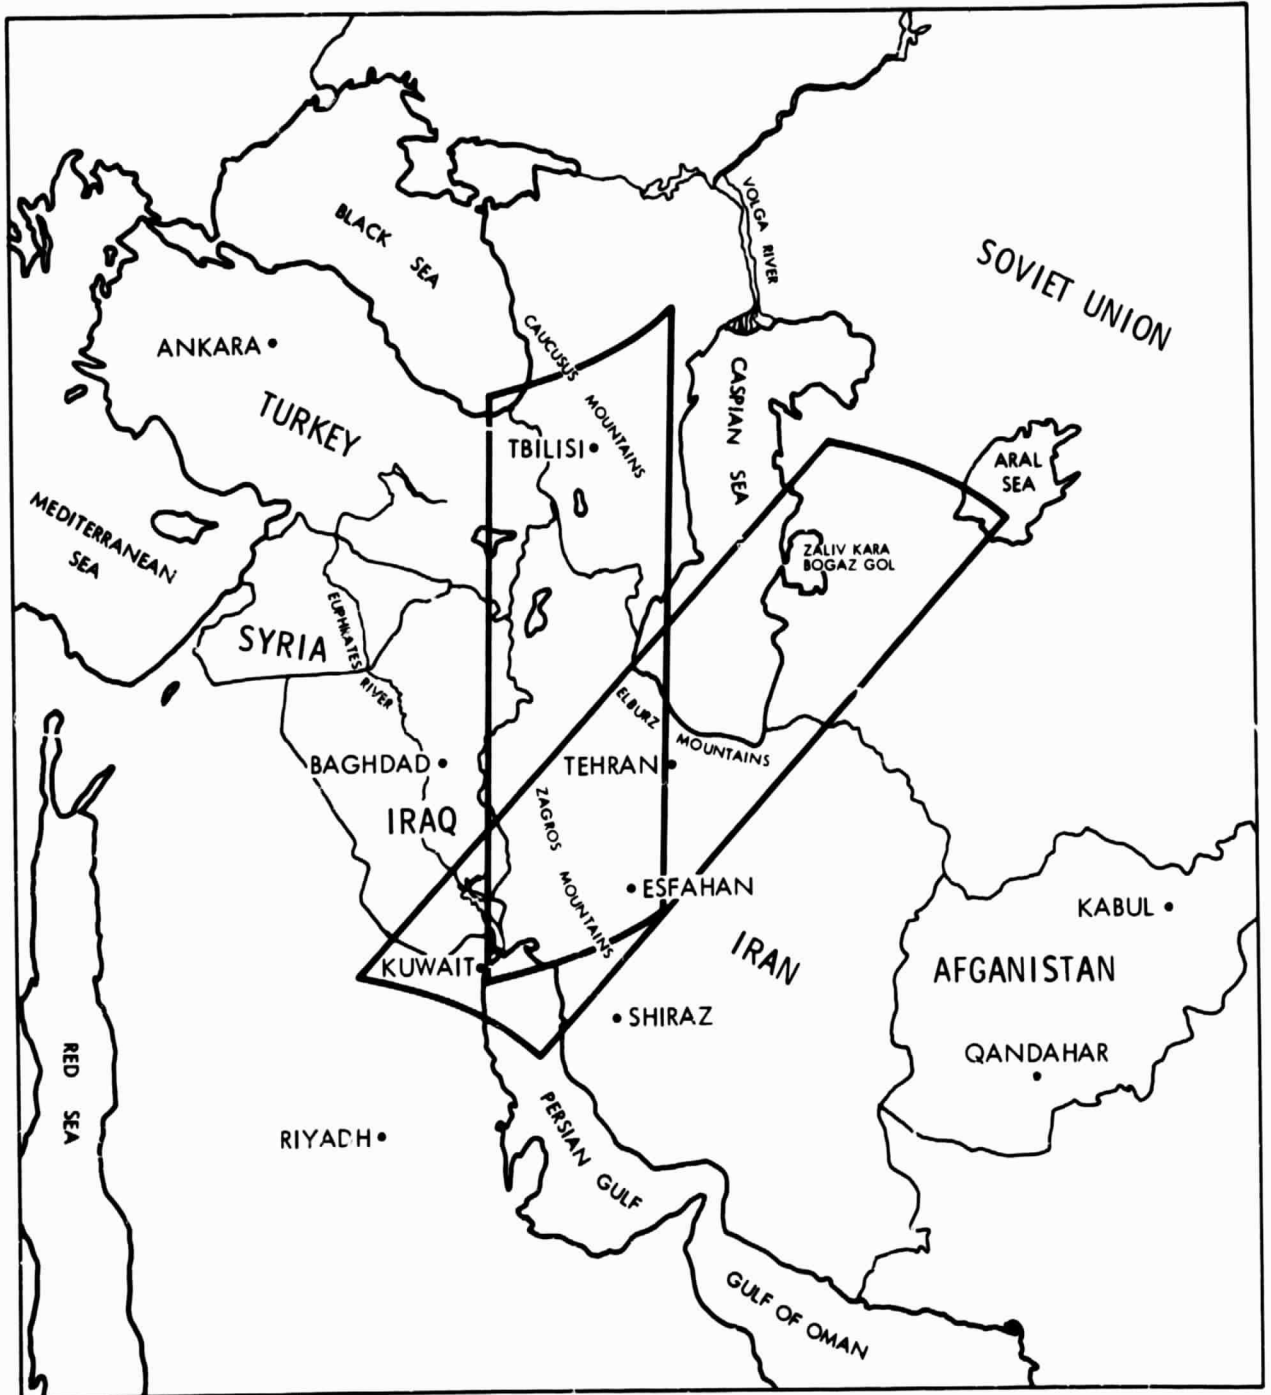 VOLGA RIVER
BLACK SEA
SOVIET UNION
ANKARA
CAUCUSUS MOUNTAINS
CASPIAN SEA
TURKEY
TBILISI
ARAL
SEA
MEDITERRANEAN
SEA
ZALIV KARA
BOGAZ GOL
SYRIA
EUPHRATES RIVER
ELBURZ MOUNTAINS
BAGHDAD
TEHRAN
IRAQ
ZAGROS MOUNTAINS
ESFAHAN
KABUL
KUWAIT
IRAN
AFGANISTAN
SHIRAZ
RED SEA
QANDAHAR
RIYADH
PERSIAN GULF
GULF OF OMAN